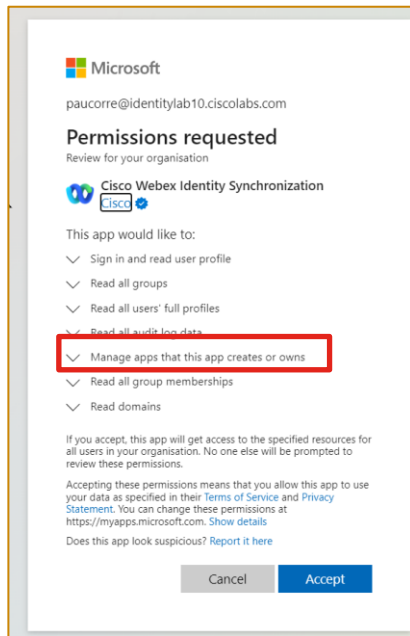 Microsoft
paucorre@identitylab10.ciscolabs.com
Permissions requested
Review for your organisation
Cisco Webex Identity Synchronization
Cisco
This app would like to:
Sign in and read user profile
Read all groups
Read all users' full profiles
Read all audit log data
Manage apps that this app creates or owns
Read all group memberships
Read domains
If you accept, this app will get access to the specified resources for
all users in your organisation. No one else will be prompted to
review these permissions.
Accepting these permissions means that you allow this app to use
your data as specified in their Terms of Service and Privacy
Statement. You can change these permissions at
https://myapps.microsoft.com. Show details
Does this app look suspicious? Report it here
Cancel
Accept